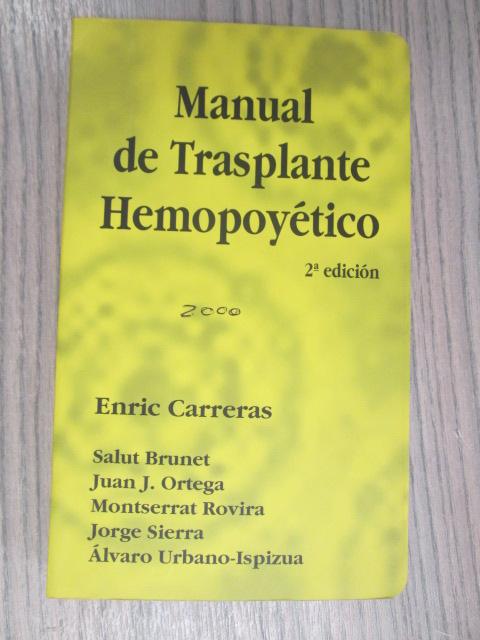 Manual
de Trasplante
Hemopoyético
2ª edición
2000
Enric Carreras
Salut Brunet
Juan J. Ortega
Montserrat Rovira
Jorge Sierra
Álvaro Urbano-Ispizua